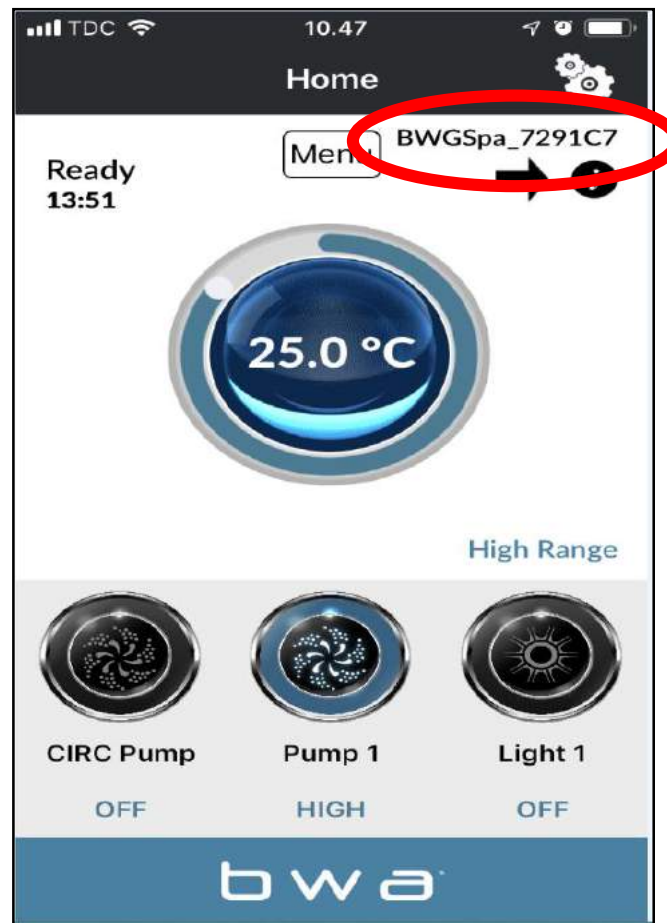 TDC 10.47
Home
Menu BWGSpa_7291C7
Ready
13:51
25.0 °C
High Range
CIRC Pump Pump 1 Light 1
OFF HIGH OFF
bwa